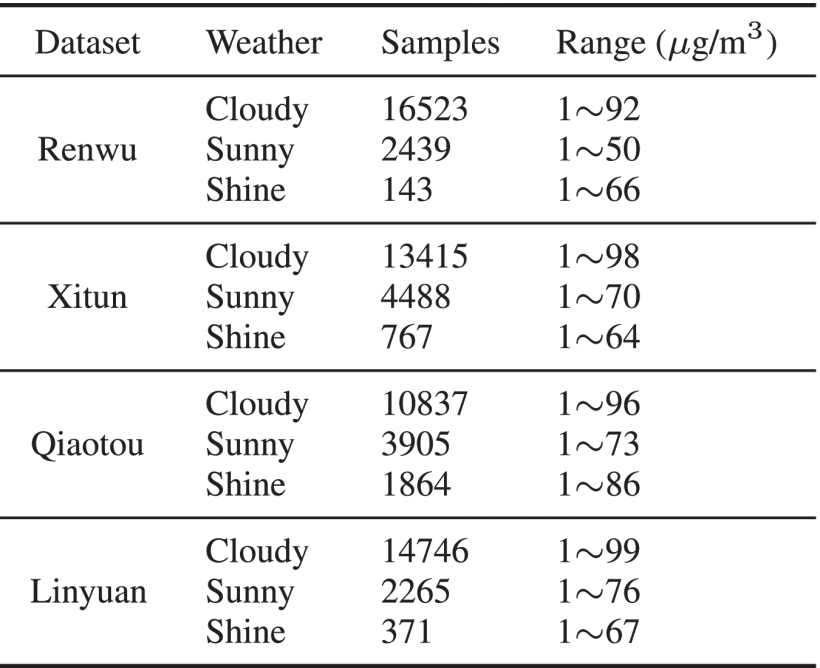 Dataset Weather Samples Range (μg/m³)
Cloudy 16523 1∼92
Renwu Sunny 2439 1∼50
Shine 143 1∼66
Cloudy 13415 1∼98
Xitun Sunny 4488 1∼70
Shine 767 1∼64
Cloudy 10837 1∼96
Qiaotou Sunny 3905 1∼73
Shine 1864 1∼86
Cloudy 14746 1∼99
Linyuan Sunny 2265 1∼76
Shine 371 1∼67